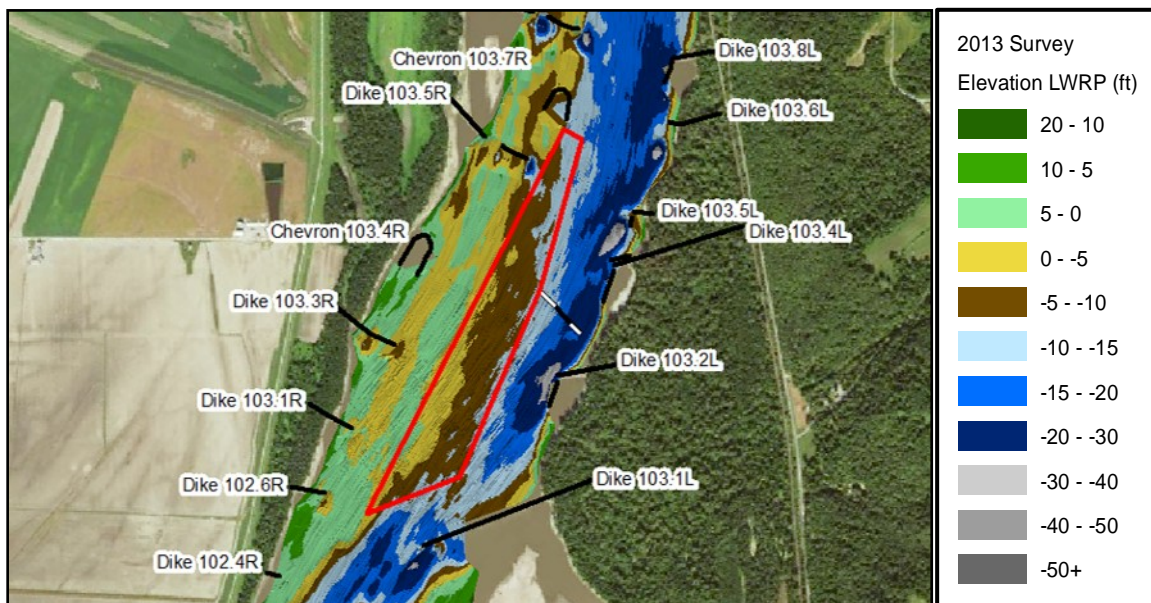 Chevron 103.7R
Dike 103.5R
Chevron 103.4R
Dike 103.3R
Dike 103.1R
Dike 102.6R
Dike 102.4R
Dike 103.8L
Dike 103.6L
Dike 103.5L
Dike 103.4L
Dike 103.2L
Dike 103.1L
2013 Survey
Elevation LWRP (ft)
20 - 10
10 - 5
5 - 0
0 - -5
-5 - -10
-10 - -15
-15 - -20
-20 - -30
-30 - -40
-40 - -50
-50+